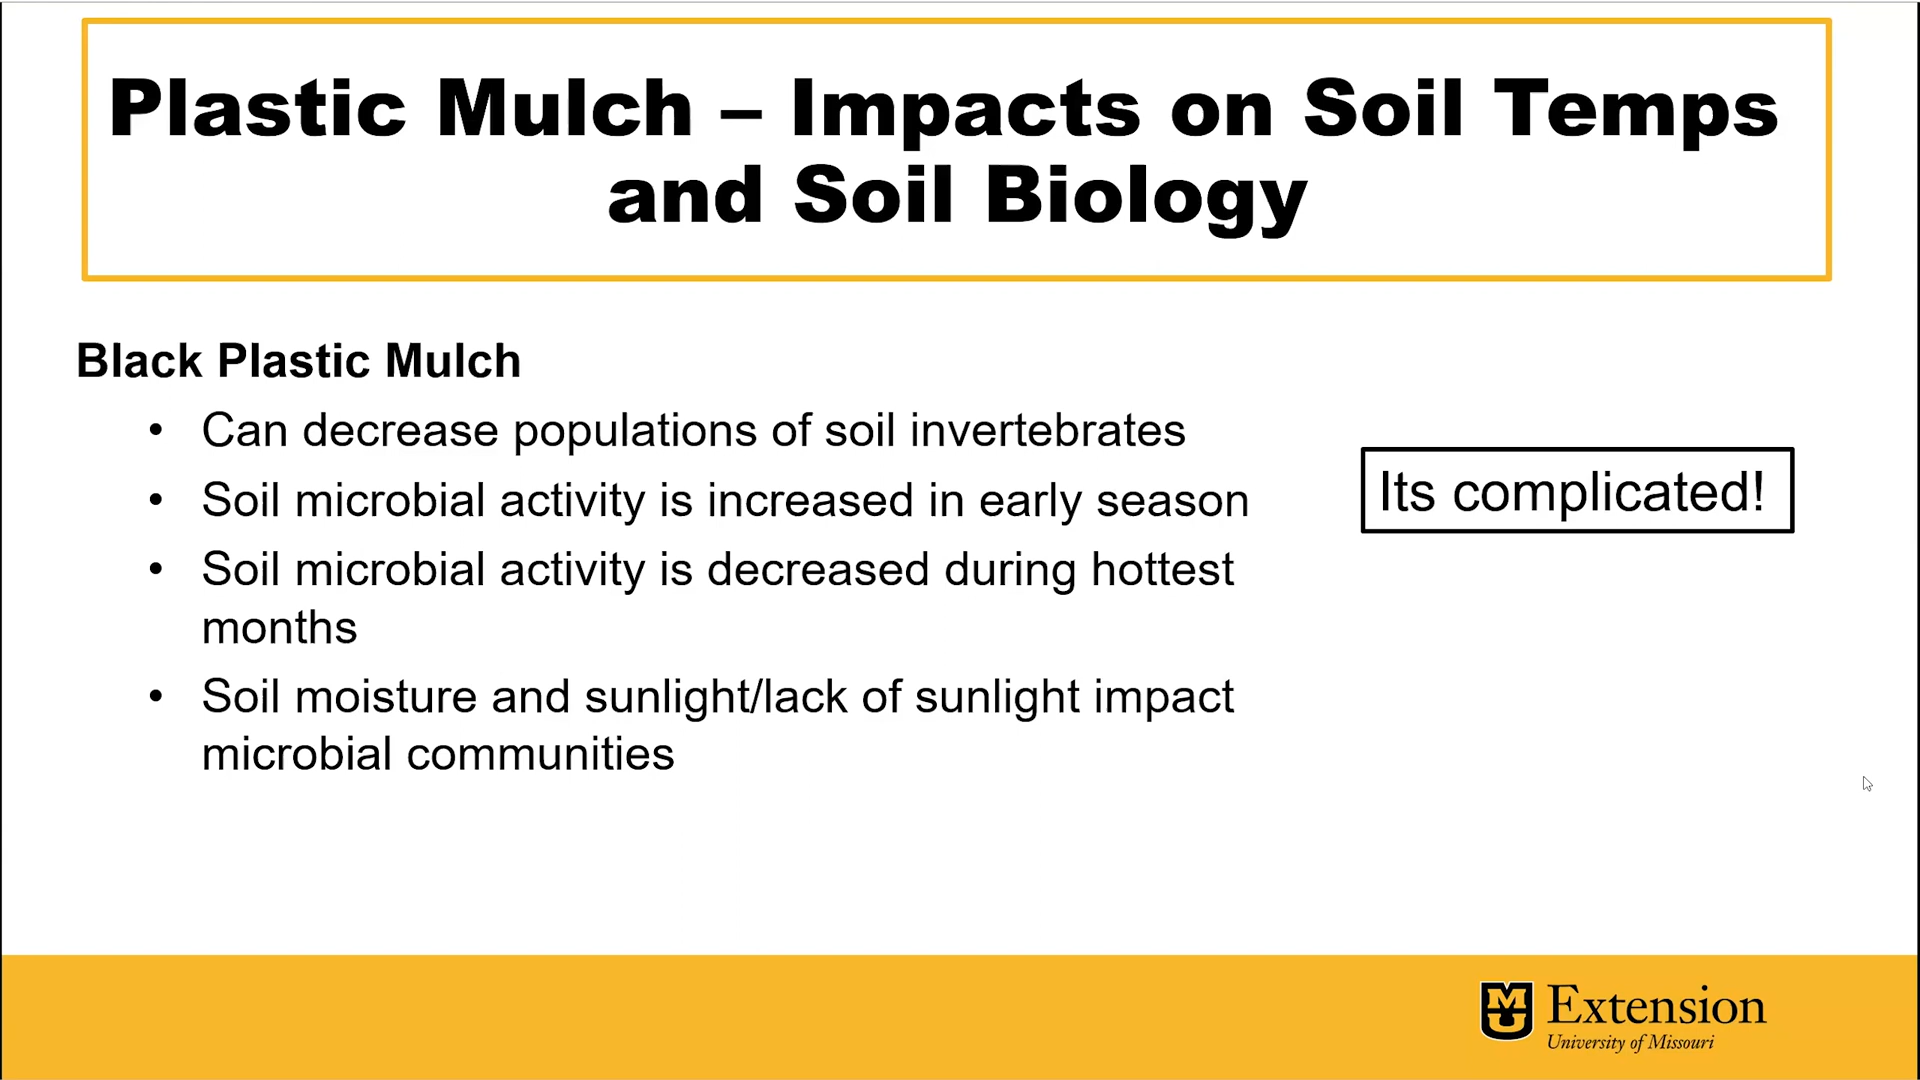 Plastic Mulch – Impacts on Soil Temps
and Soil Biology
Black Plastic Mulch
• Can decrease populations of soil invertebrates
• Soil microbial activity is increased in early season
• Soil microbial activity is decreased during hottest
months
• Soil moisture and sunlight/lack of sunlight impact
microbial communities
Its complicated!
MU Extension
University of Missouri